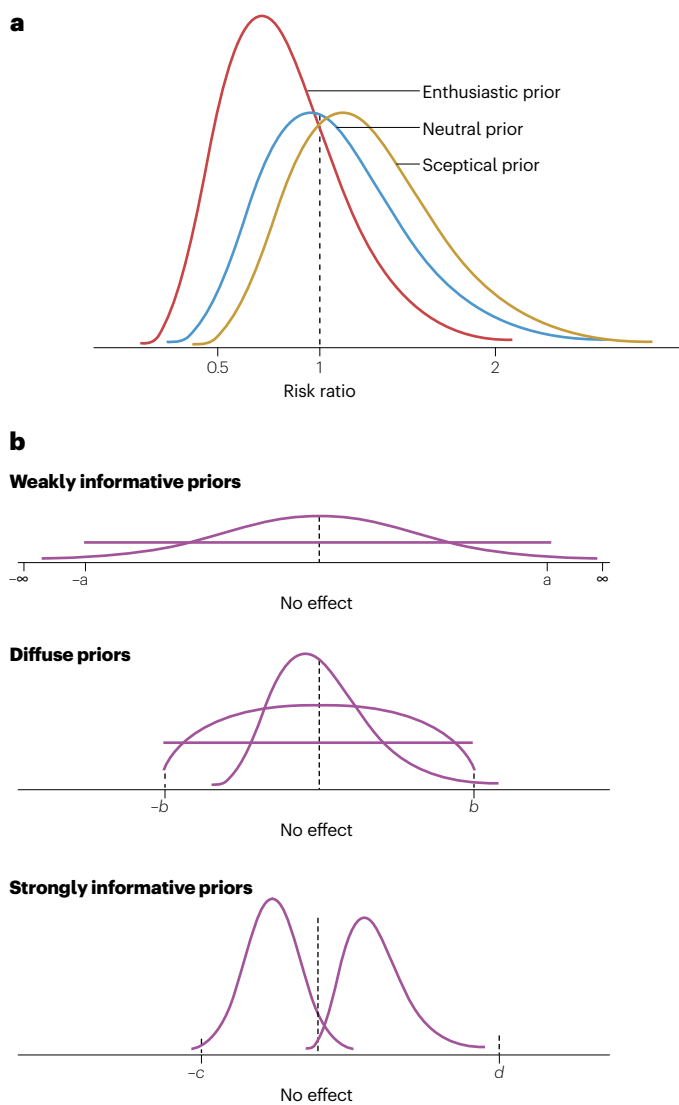 a
Enthusiastic prior
Neutral prior
Sceptical prior
0.5 1 2
Risk ratio
b
Weakly informative priors
–∞ –a a ∞
No effect
Diffuse priors
–b b
No effect
Strongly informative priors
–c d
No effect